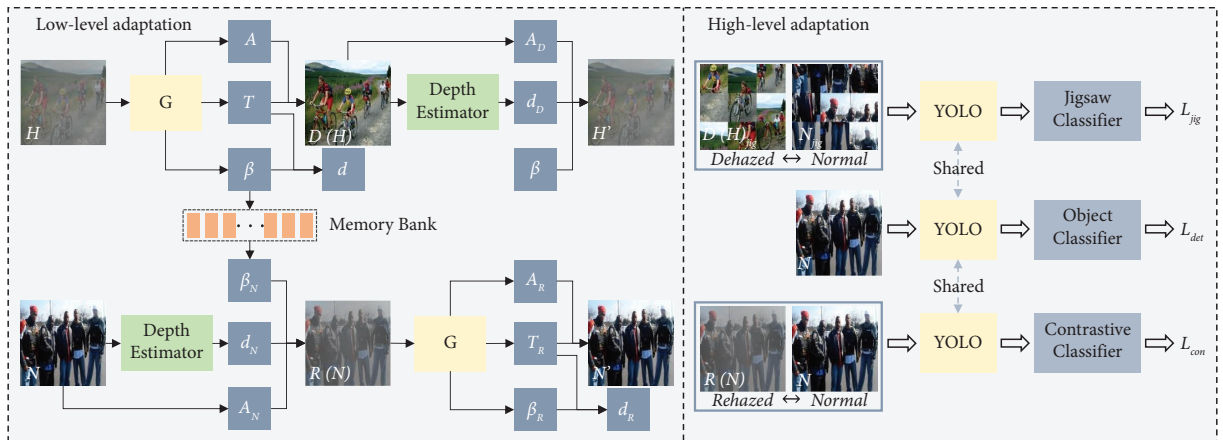 Low-level adaptation
High-level adaptation
A
A_D
G
T
Depth
Estimator
d_D
H
D (H)
H'
β
d
β
Memory Bank
β_N
A_R
Depth
Estimator
d_N
G
T_R
N
R (N)
N'
A_N
β_R
d_R
D (H)_jig
N_jig
Dehazed ↔ Normal
YOLO
Jigsaw
Classifier
L_jig
Shared
N
YOLO
Object
Classifier
L_det
Shared
R (N)
N
Rehazed ↔ Normal
YOLO
Contrastive
Classifier
L_con